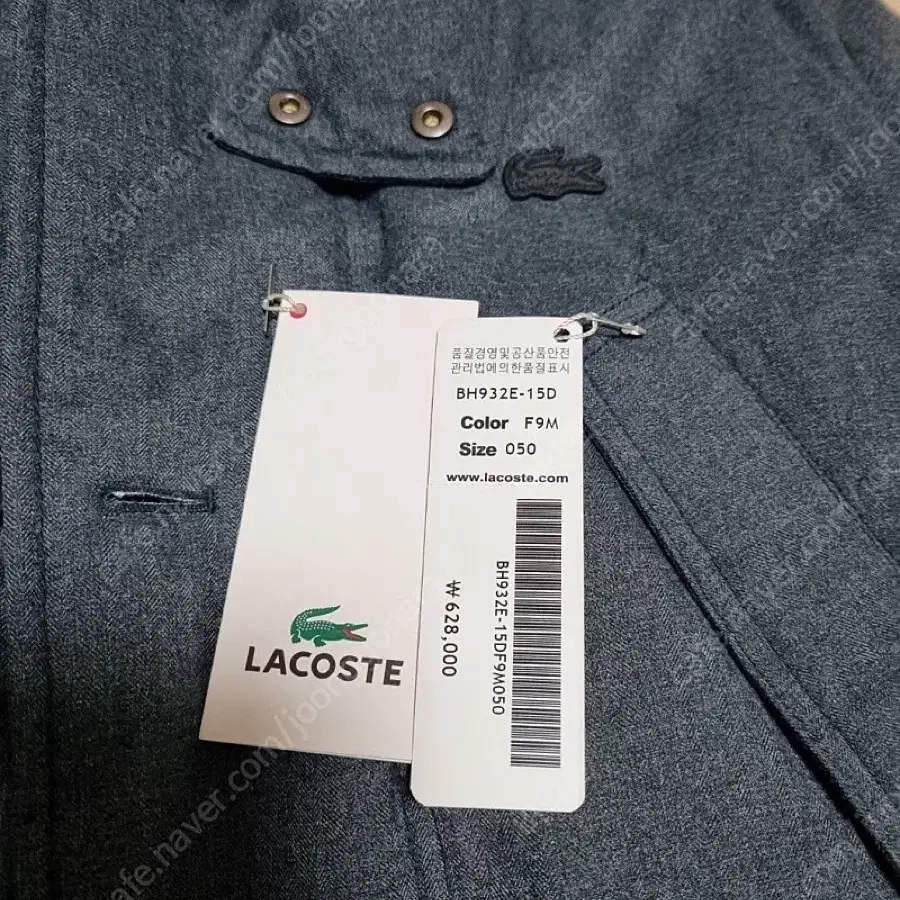 LACOSTE
품질경영및공산품안전
관리법에의한품질표시
BH932E-15D
Color F9M
Size 050
www.lacoste.com
BH932E-15DF9M050
₩ 628,000